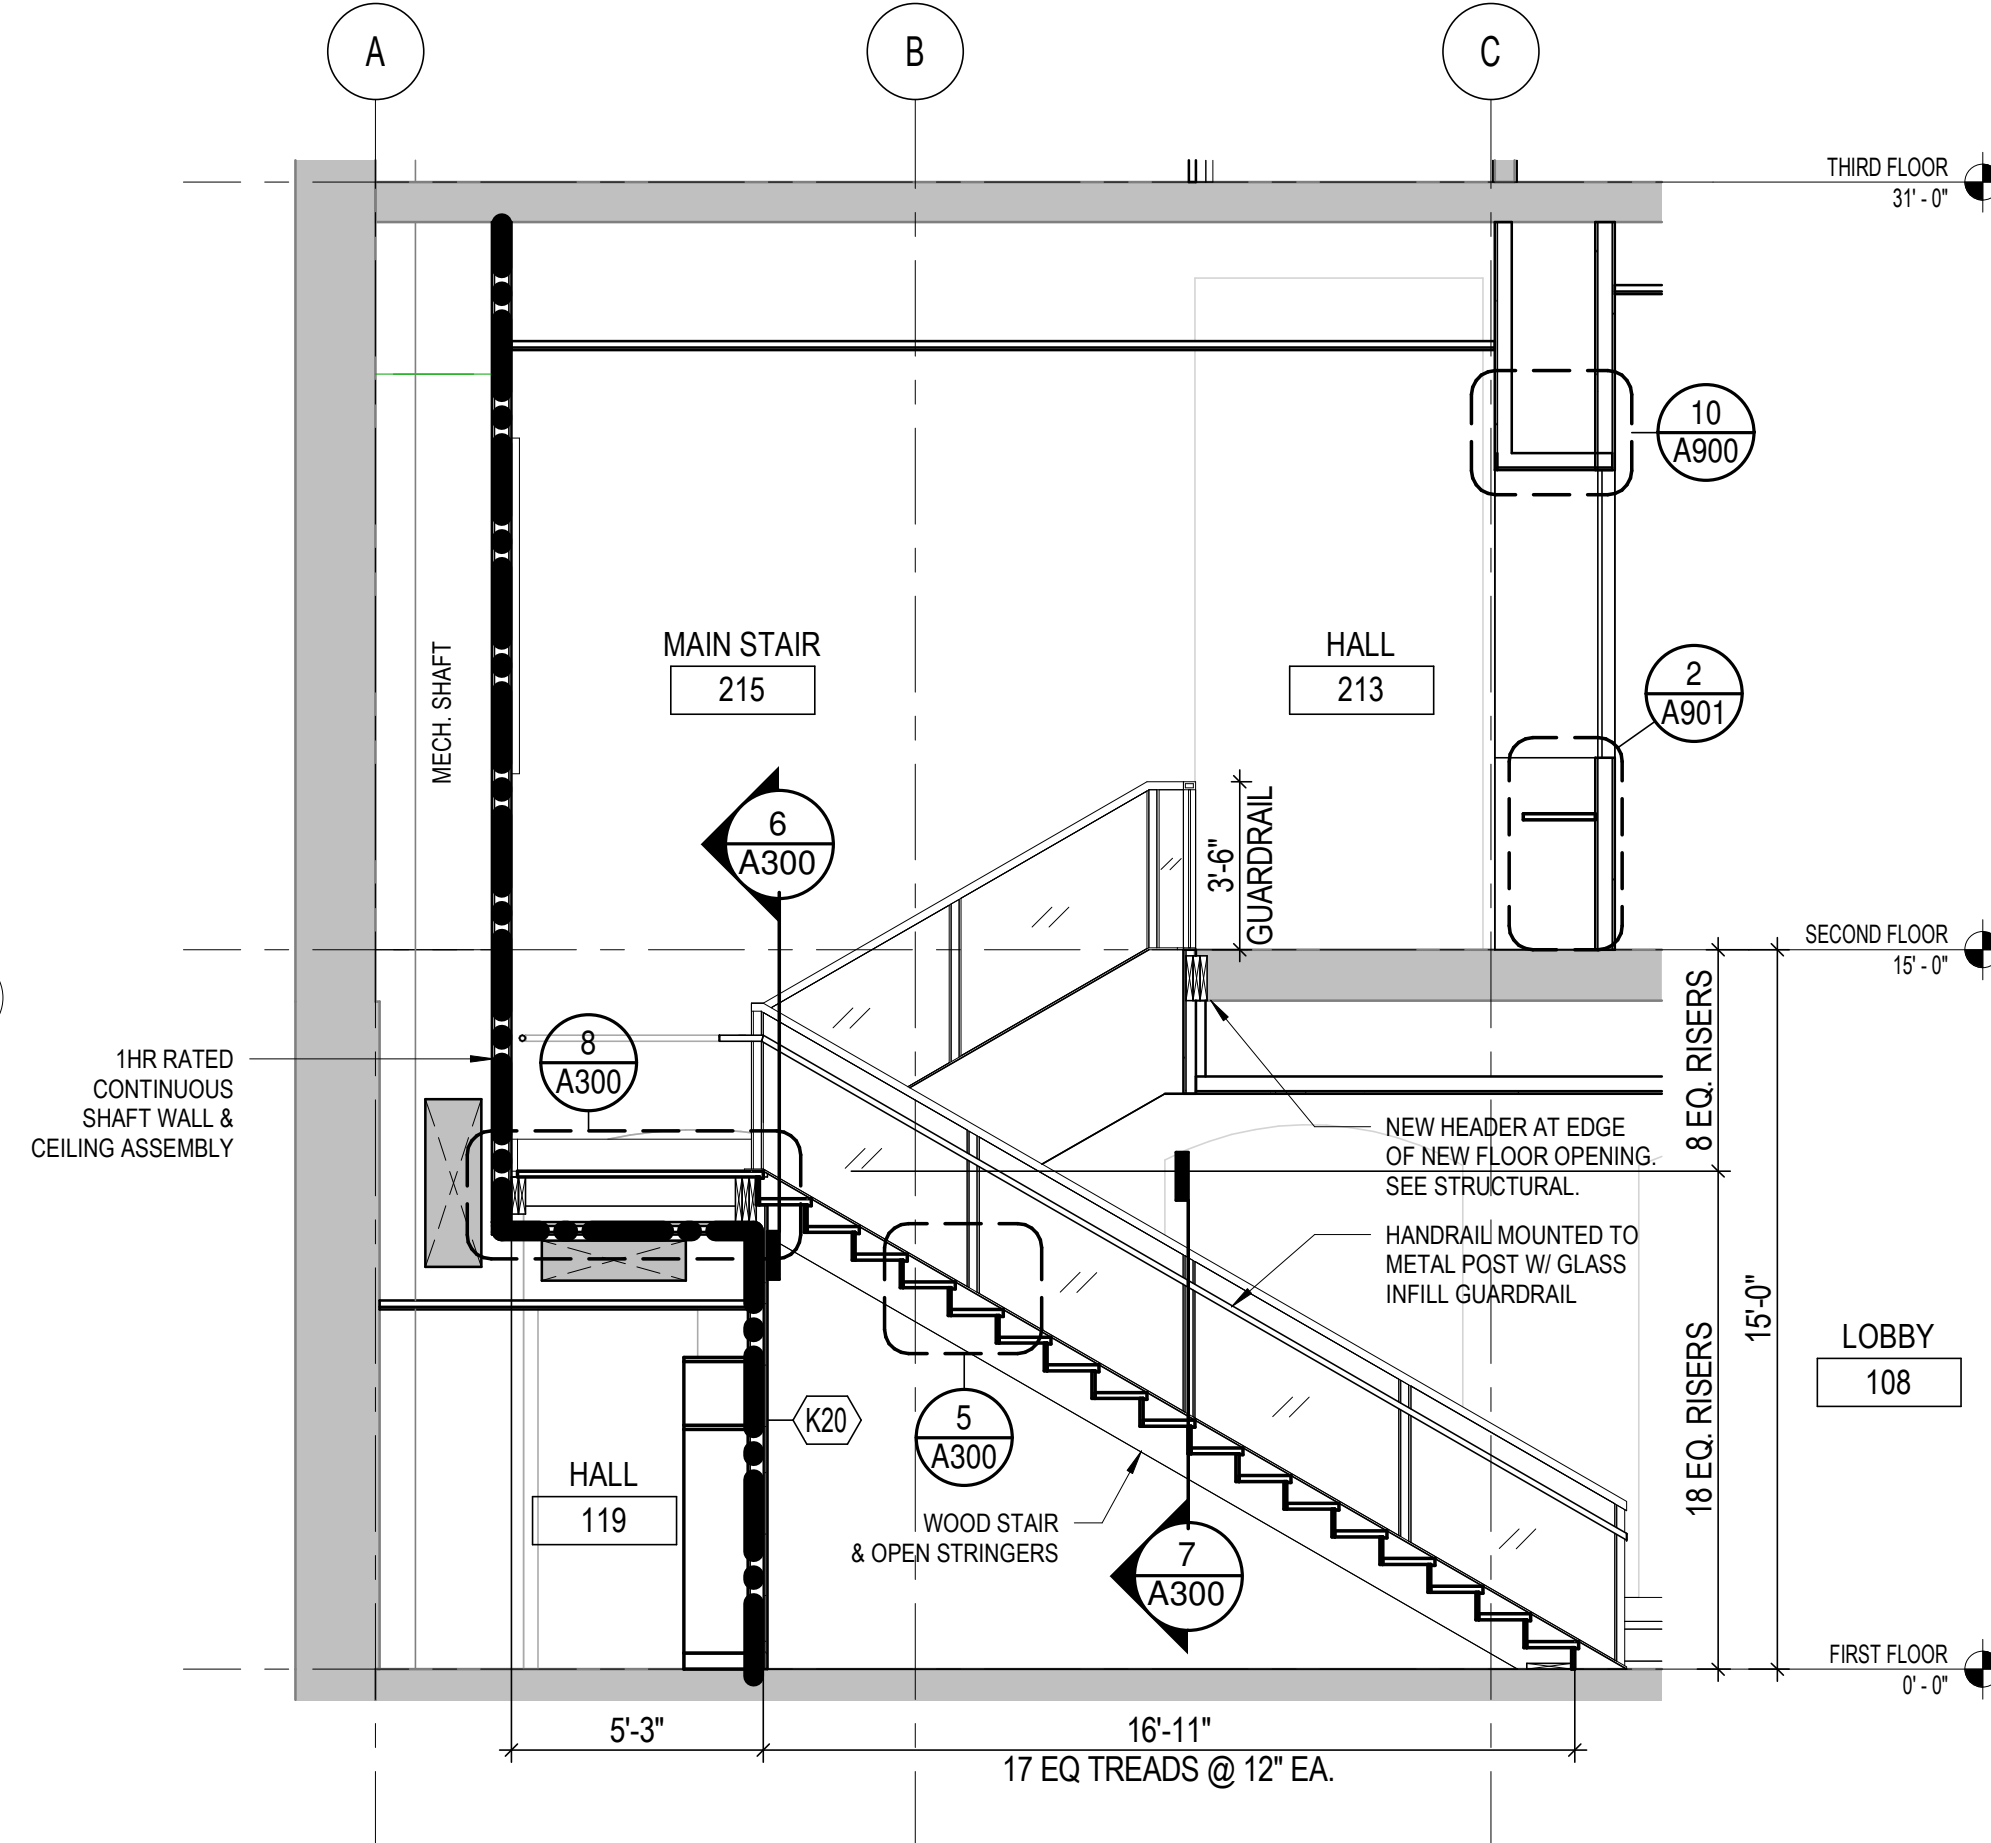 A
B
C
THIRD FLOOR
31' - 0"
10
A900
MECH. SHAFT
MAIN STAIR
215
HALL
213
2
A901
6
A300
3'-6"
GUARDRAIL
SECOND FLOOR
15' - 0"
1HR RATED
CONTINUOUS
SHAFT WALL &
CEILING ASSEMBLY
8
A300
8 EQ. RISERS
NEW HEADER AT EDGE
OF NEW FLOOR OPENING.
SEE STRUCTURAL.
HANDRAIL MOUNTED TO
METAL POST W/ GLASS
INFILL GUARDRAIL
15'-0"
18 EQ. RISERS
LOBBY
108
K20
5
A300
HALL
119
WOOD STAIR
& OPEN STRINGERS
7
A300
FIRST FLOOR
0' - 0"
5'-3"
16'-11"
17 EQ TREADS @ 12" EA.